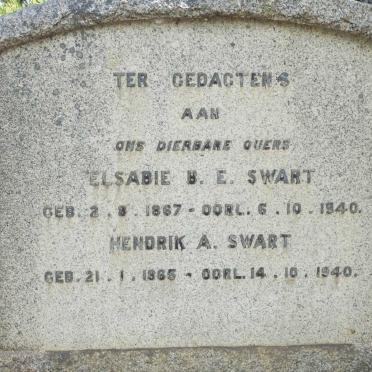 TER GEDACTENS
AAN
ONS DIERBARE OUERS
ELSABIE B. E. SWART
GEB. 2. 8. 1867 - OORL. 6. 10. 1940.
HENDRIK A. SWART
GEB. 21. 1. 1865 - OORL. 14. 10. 1940.